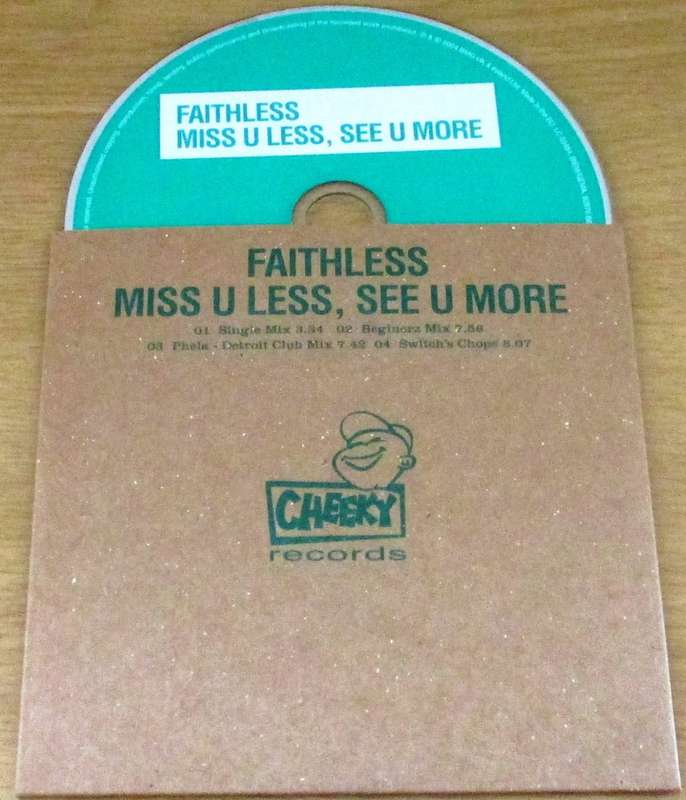 FAITHLESS
MISS U LESS, SEE U MORE
FAITHLESS
MISS U LESS, SEE U MORE
01 Single Mix 3.34 02 Beginerz Mix 7.56
03 Phela - Detroit Club Mix 7.42 04 Switch's Chops 8.07
CHEEKY
records